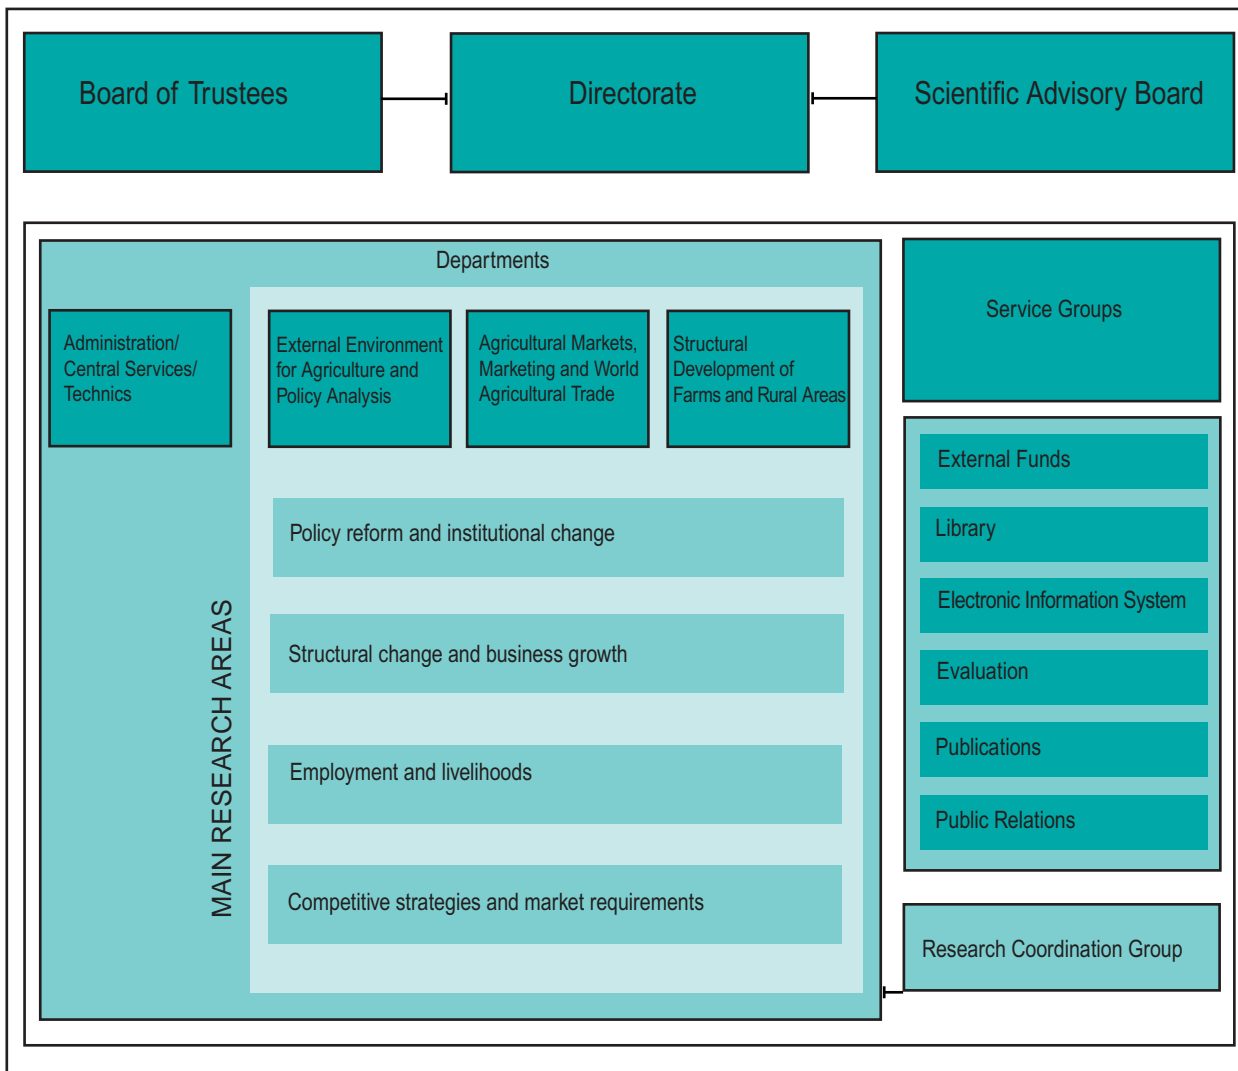 Board of Trustees
Directorate
Scientific Advisory Board
Departments
Administration/
Central Services/
Technics
External Environment
for Agriculture and
Policy Analysis
Agricultural Markets,
Marketing and World
Agricultural Trade
Structural
Development of
Farms and Rural Areas
MAIN RESEARCH AREAS
Policy reform and institutional change
Structural change and business growth
Employment and livelihoods
Competitive strategies and market requirements
Service Groups
External Funds
Library
Electronic Information System
Evaluation
Publications
Public Relations
Research Coordination Group